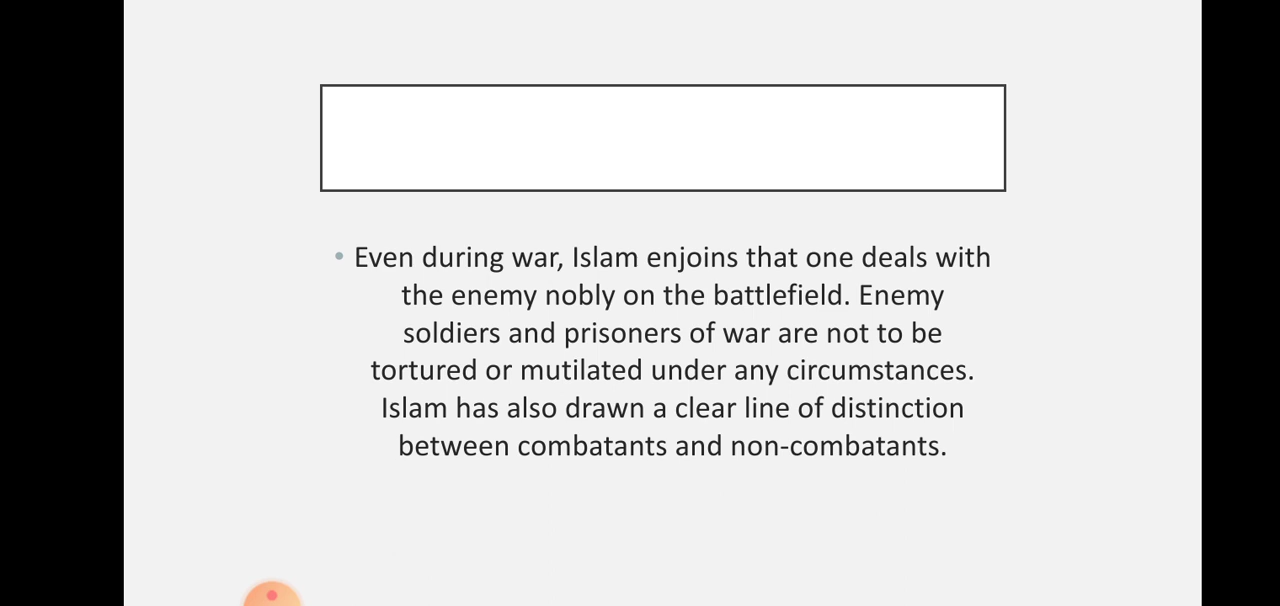 • Even during war, Islam enjoins that one deals with
the enemy nobly on the battlefield. Enemy
soldiers and prisoners of war are not to be
tortured or mutilated under any circumstances.
Islam has also drawn a clear line of distinction
between combatants and non-combatants.